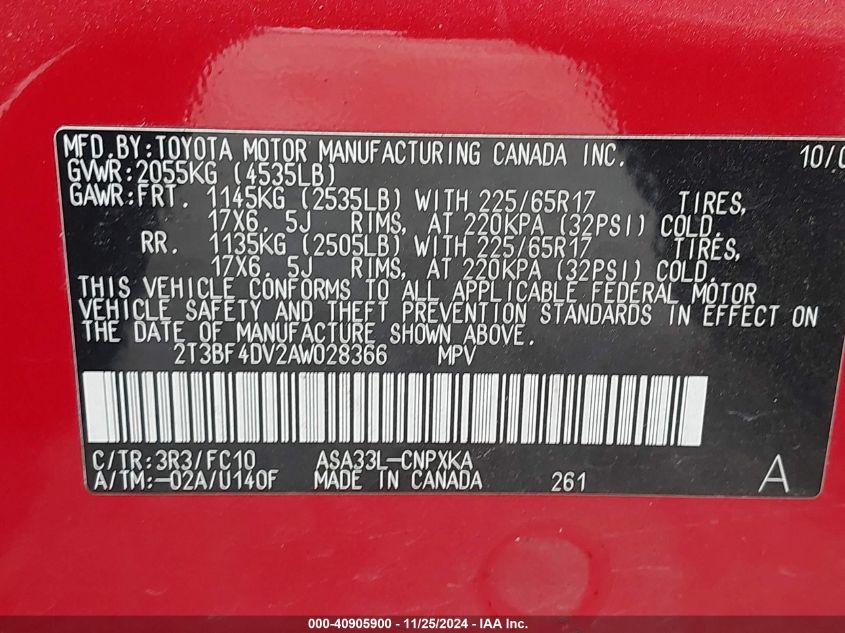 MFD.BY:TOYOTA MOTOR MANUFACTURING CANADA INC. 10/0
GVWR:2055KG (4535LB)
GAWR:FRT. 1145KG (2535LB) WITH 225/65R17 TIRES,
17X6. 5J RIMS, AT 220KPA (32PSI) COLD.
RR. 1135KG (2505LB) WITH 225/65R17 TIRES,
17X6. 5J RIMS, AT 220KPA (32PSI) COLD.
THIS VEHICLE CONFORMS TO ALL APPLICABLE FEDERAL MOTOR
VEHICLE SAFETY AND THEFT PREVENTION STANDARDS IN EFFECT ON
THE DATE OF MANUFACTURE SHOWN ABOVE.
2T3BF4DV2AW028366 MPV
C/TR:3R3/FC10 ASA33L-CNPXKA
A/TM:-02A/U140F MADE IN CANADA 261 A
000-40905900 - 11/25/2024 - IAA Inc.